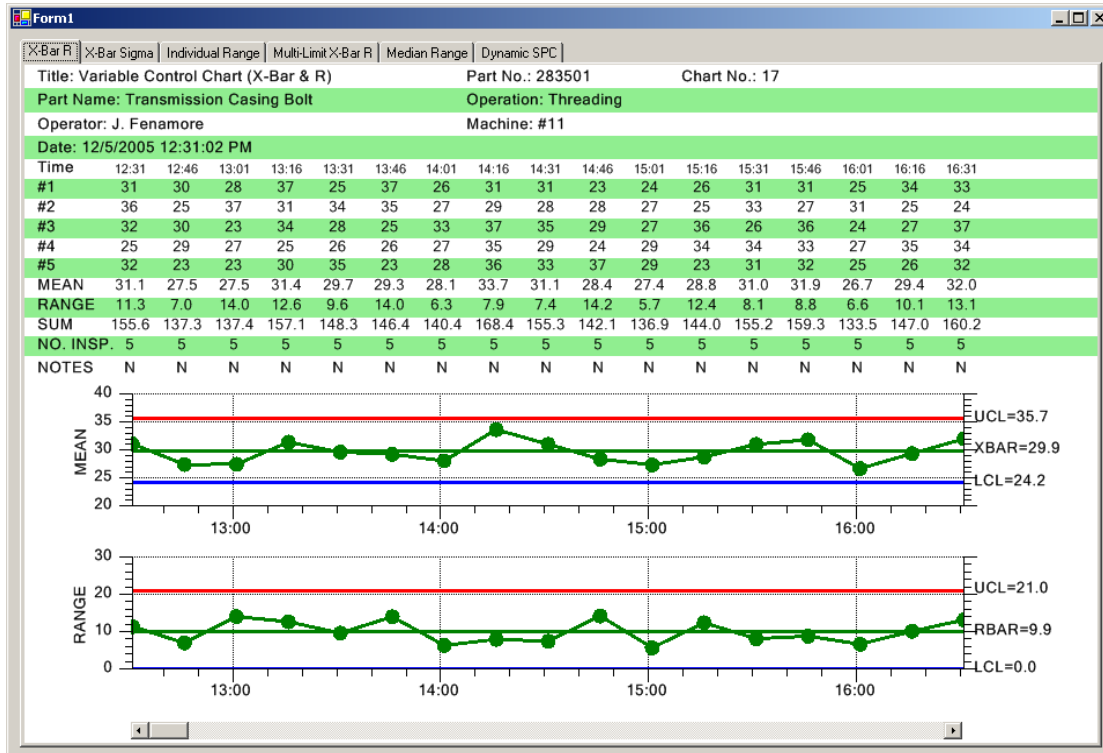 Form1
X-Bar R X-Bar Sigma Individual Range Multi-Limit X-Bar R Median Range Dynamic SPC
Title: Variable Control Chart (X-Bar & R) Part No.: 283501 Chart No.: 17
Part Name: Transmission Casing Bolt Operation: Threading
Operator: J. Fenamore Machine: #11
Date: 12/5/2005 12:31:02 PM
Time 12:31 12:46 13:01 13:16 13:31 13:46 14:01 14:16 14:31 14:46 15:01 15:16 15:31 15:46 16:01 16:16 16:31
#1 31 30 28 37 25 37 26 31 31 23 24 26 31 31 25 34 33
#2 36 25 37 31 34 35 27 29 28 28 27 25 33 27 31 25 24
#3 32 30 23 34 28 25 33 37 35 29 27 36 26 36 24 27 37
#4 25 29 27 25 26 26 27 35 29 24 29 34 34 33 27 35 34
#5 32 23 23 30 35 23 28 36 33 37 29 23 31 32 25 26 32
MEAN 31.1 27.5 27.5 31.4 29.7 29.3 28.1 33.7 31.1 28.4 27.4 28.8 31.0 31.9 26.7 29.4 32.0
RANGE 11.3 7.0 14.0 12.6 9.6 14.0 6.3 7.9 7.4 14.2 5.7 12.4 8.1 8.8 6.6 10.1 13.1
SUM 155.6 137.3 137.4 157.1 148.3 146.4 140.4 168.4 155.3 142.1 136.9 144.0 155.2 159.3 133.5 147.0 160.2
NO. INSP. 5 5 5 5 5 5 5 5 5 5 5 5 5 5 5 5 5
NOTES N N N N N N N N N N N N N N N N N
40
35
30
25
20
MEAN
UCL=35.7
XBAR=29.9
LCL=24.2
13:00 14:00 15:00 16:00
30
20
10
0
RANGE
UCL=21.0
RBAR=9.9
LCL=0.0
13:00 14:00 15:00 16:00